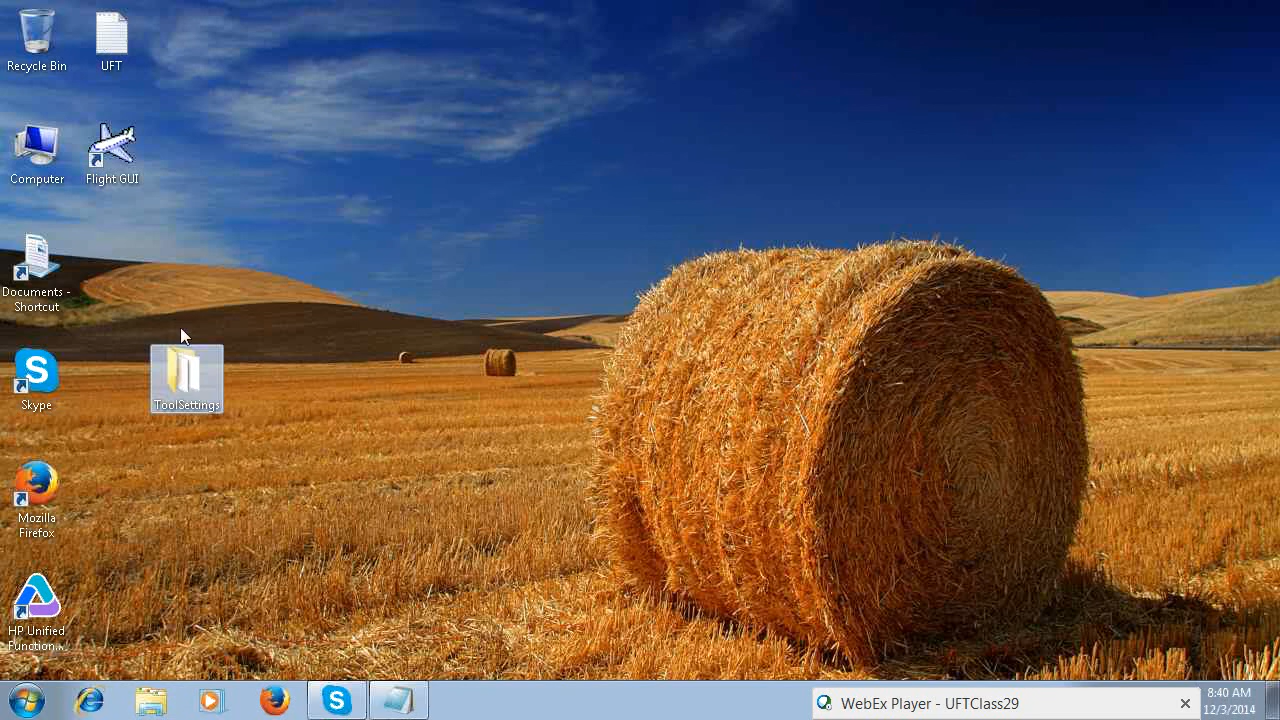 Recycle Bin
UFT
Computer
Flight GUI
Documents -
Shortcut
Skype
ToolSettings
Mozilla
Firefox
HP Unified
Function...
WebEx Player - UFTClass29
8:40 AM
12/3/2014